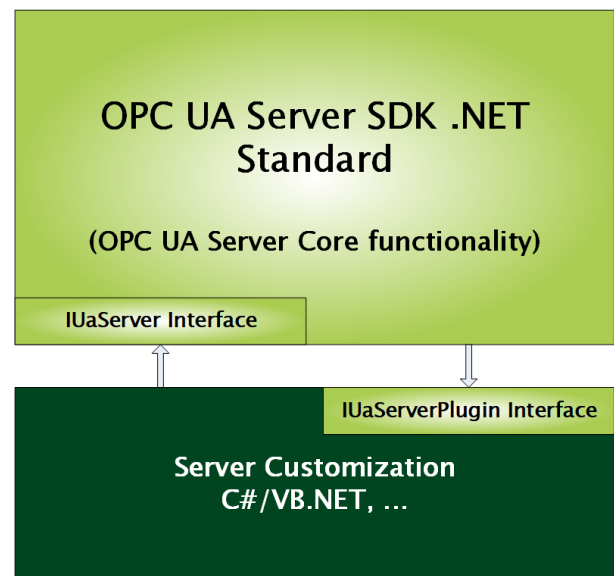 OPC UA Server SDK .NET
Standard
(OPC UA Server Core functionality)
IUaServer Interface
IUaServerPlugin Interface
Server Customization
C#/VB.NET, ...